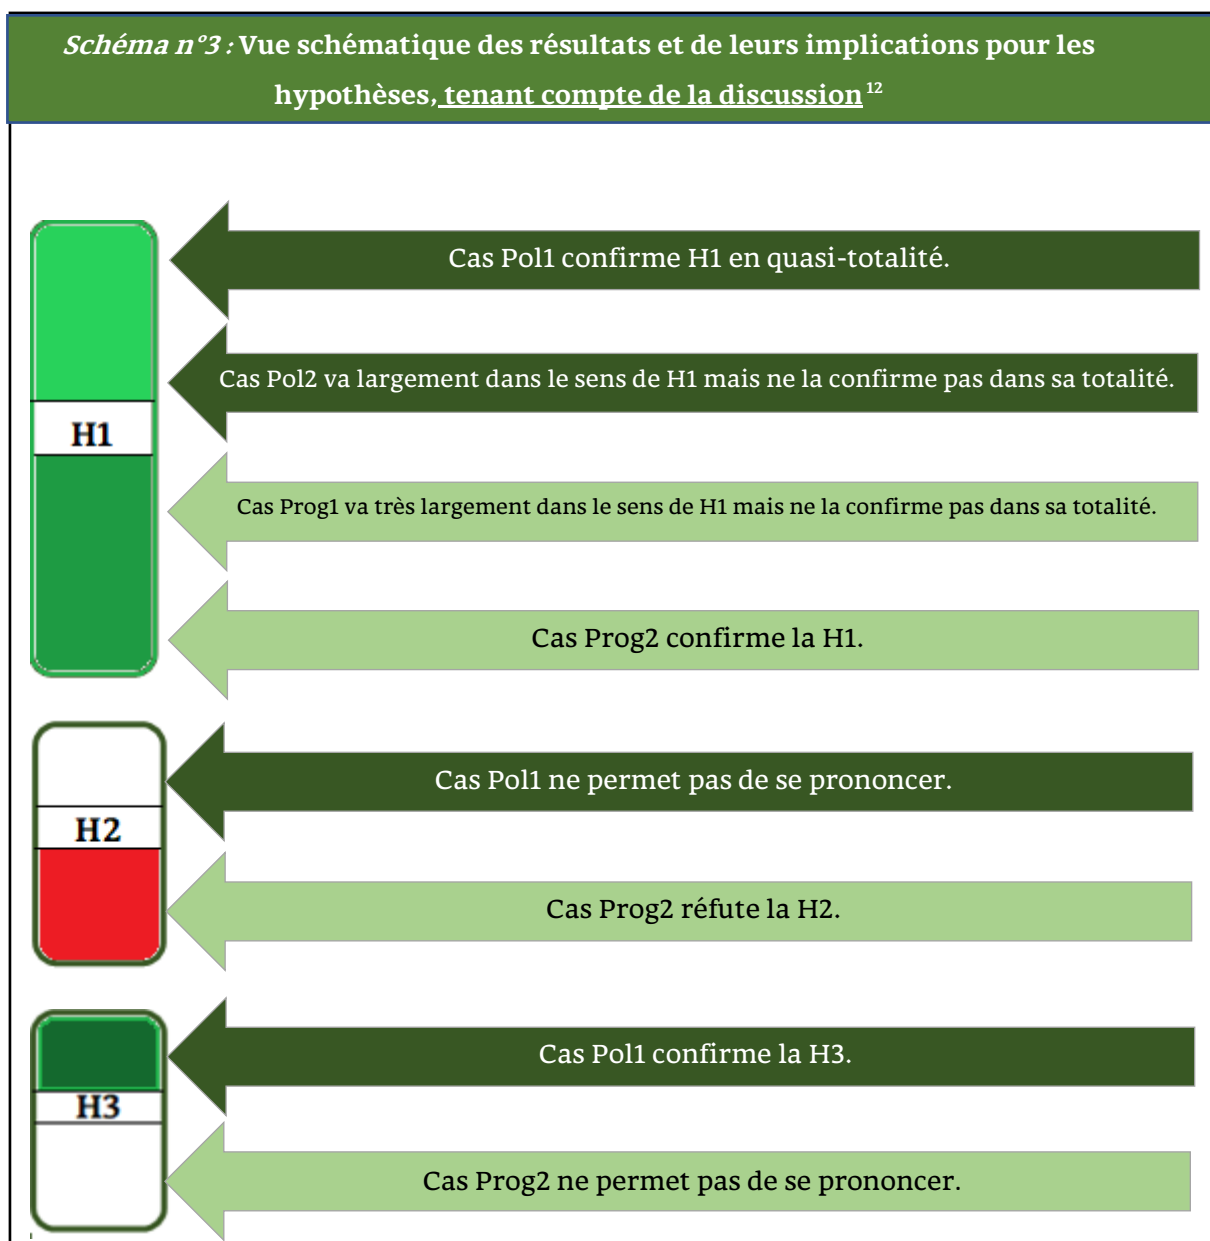 Schéma n°3 : Vue schématique des résultats et de leurs implications pour les
hypothèses, tenant compte de la discussion¹²
Cas Pol1 confirme H1 en quasi-totalité.
Cas Pol2 va largement dans le sens de H1 mais ne la confirme pas dans sa totalité.
H1
Cas Prog1 va très largement dans le sens de H1 mais ne la confirme pas dans sa totalité.
Cas Prog2 confirme la H1.
Cas Pol1 ne permet pas de se prononcer.
H2
Cas Prog2 réfute la H2.
Cas Pol1 confirme la H3.
H3
Cas Prog2 ne permet pas de se prononcer.